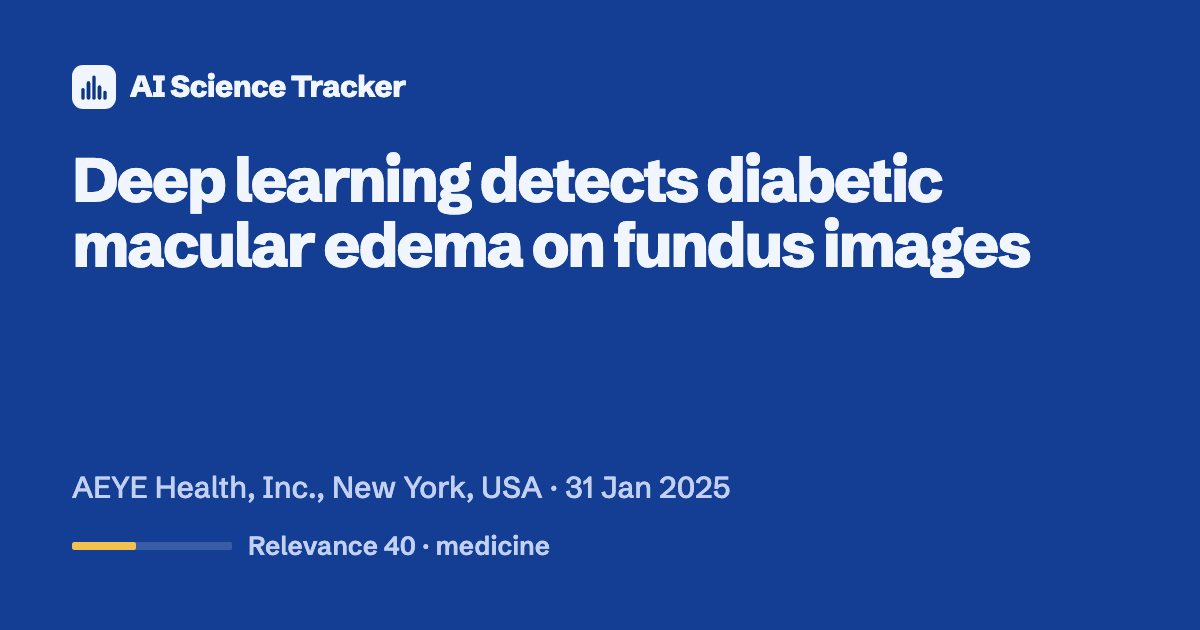 AI Science Tracker
Deep learning detects diabetic
macular edema on fundus images
AEYE Health, Inc., New York, USA · 31 Jan 2025
Relevance 40 · medicine